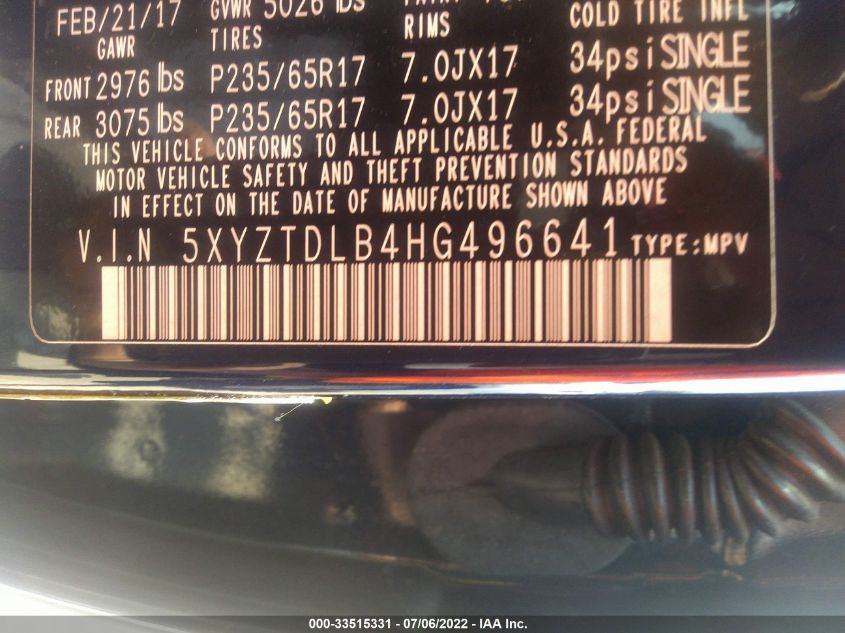 FEB/21/17 GVWR 5026 lbs
GAWR TIRES RIMS COLD TIRE INFL
FRONT 2976 lbs P235/65R17 7.0JX17 34psi SINGLE
REAR 3075 lbs P235/65R17 7.0JX17 34psi SINGLE
THIS VEHICLE CONFORMS TO ALL APPLICABLE U.S.A. FEDERAL
MOTOR VEHICLE SAFETY AND THEFT PREVENTION STANDARDS
IN EFFECT ON THE DATE OF MANUFACTURE SHOWN ABOVE
V.I.N 5XYZTDLB4HG496641 TYPE:MPV
000-33515331 - 07/06/2022 - IAA Inc.